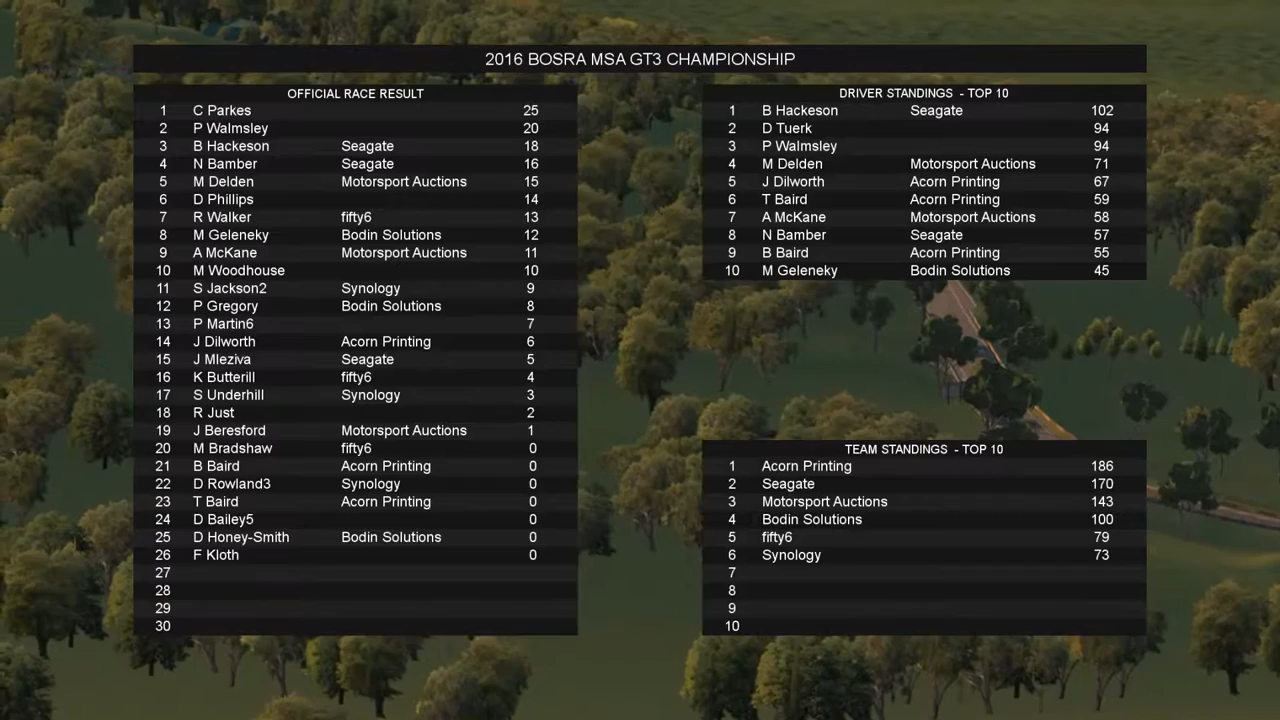 2016 BOSRA MSA GT3 CHAMPIONSHIP
OFFICIAL RACE RESULT
1 C Parkes 25
2 P Walmsley 20
3 B Hackeson Seagate 18
4 N Bamber Seagate 16
5 M Delden Motorsport Auctions 15
6 D Phillips 14
7 R Walker fifty6 13
8 M Geleneky Bodin Solutions 12
9 A McKane Motorsport Auctions 11
10 M Woodhouse 10
11 S Jackson2 Synology 9
12 P Gregory Bodin Solutions 8
13 P Martin6 7
14 J Dilworth Acorn Printing 6
15 J Mleziva Seagate 5
16 K Butterill fifty6 4
17 S Underhill Synology 3
18 R Just 2
19 J Beresford Motorsport Auctions 1
20 M Bradshaw fifty6 0
21 B Baird Acorn Printing 0
22 D Rowland3 Synology 0
23 T Baird Acorn Printing 0
24 D Bailey5 0
25 D Honey-Smith Bodin Solutions 0
26 F Kloth 0
27
28
29
30
DRIVER STANDINGS - TOP 10
1 B Hackeson Seagate 102
2 D Tuerk 94
3 P Walmsley 94
4 M Delden Motorsport Auctions 71
5 J Dilworth Acorn Printing 67
6 T Baird Acorn Printing 59
7 A McKane Motorsport Auctions 58
8 N Bamber Seagate 57
9 B Baird Acorn Printing 55
10 M Geleneky Bodin Solutions 45
TEAM STANDINGS - TOP 10
1 Acorn Printing 186
2 Seagate 170
3 Motorsport Auctions 143
4 Bodin Solutions 100
5 fifty6 79
6 Synology 73
7
8
9
10